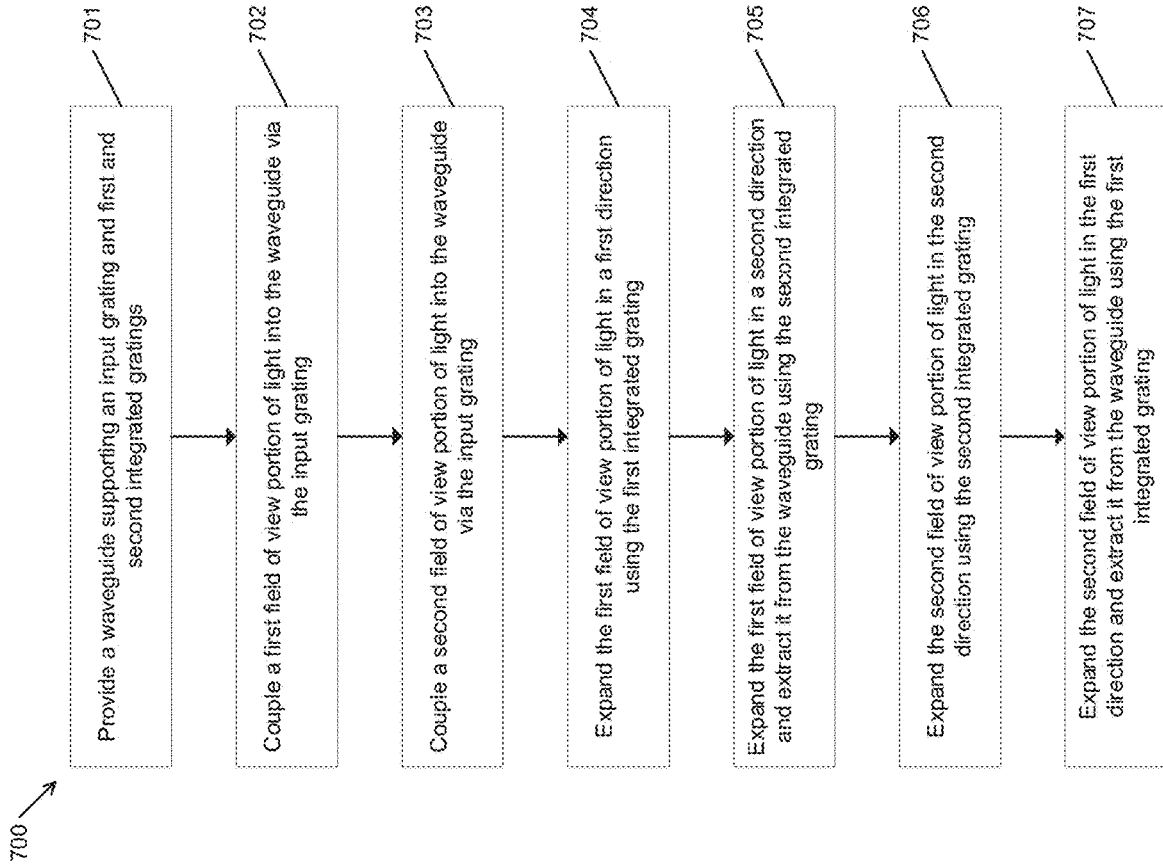 700
701
Provide a waveguide supporting an input grating and first and
second integrated gratings
702
Couple a first field of view portion of light into the waveguide via
the input grating
703
Couple a second field of view portion of light into the waveguide
via the input grating
704
Expand the first field of view portion of light in a first direction
using the first integrated grating
705
Expand the first field of view portion of light in a second direction
and extract it from the waveguide using the second integrated
grating
706
Expand the second field of view portion of light in the second
direction using the second integrated grating
707
Expand the second field of view portion of light in the first
direction and extract it from the waveguide using the first
integrated grating